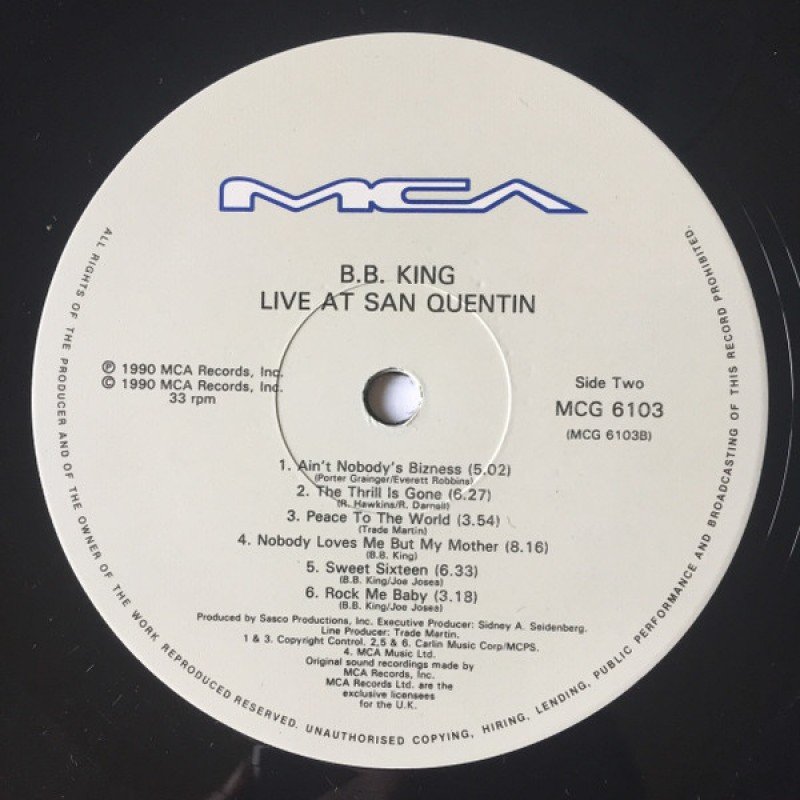 MCA
B.B. KING
LIVE AT SAN QUENTIN
℗ 1990 MCA Records, Inc.
© 1990 MCA Records, Inc.
33 rpm
Side Two
MCG 6103
(MCG 6103B)
1. Ain't Nobody's Bizness (5.02)
(Porter Grainger/Everett Robbins)
2. The Thrill Is Gone (6.27)
(R. Hawkins/R. Darnell)
3. Peace To The World (3.54)
(Trade Martin)
4. Nobody Loves Me But My Mother (8.16)
(B.B. King)
5. Sweet Sixteen (6.33)
(B.B. King/Joe Josea)
6. Rock Me Baby (3.18)
(B.B. King/Joe Josea)
Produced by Sasco Productions, Inc. Executive Producer: Sidney A. Seidenberg.
Line Producer: Trade Martin.
1 & 3. Copyright Control. 2,5 & 6. Carlin Music Corp/MCPS.
4. MCA Music Ltd.
Original sound recordings made by
MCA Records, Inc.
MCA Records Ltd. are the
exclusive licensees
for the U.K.
ALL RIGHTS OF THE PRODUCER AND OF THE OWNER OF THE WORK REPRODUCED RESERVED. UNAUTHORISED COPYING, HIRING, LENDING, PUBLIC PERFORMANCE AND BROADCASTING OF THIS RECORD PROHIBITED.